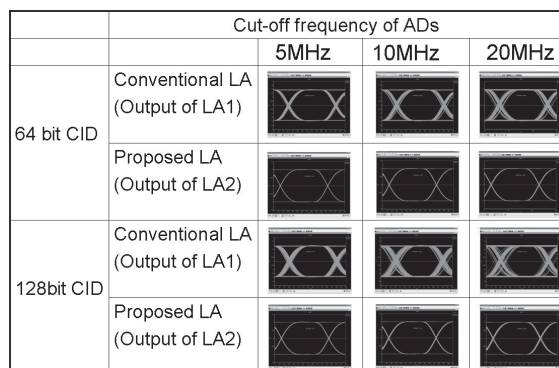 Cut-off frequency of ADs
5MHz 10MHz 20MHz
64 bit CID
Conventional LA
(Output of LA1)
Proposed LA
(Output of LA2)
128bit CID
Conventional LA
(Output of LA1)
Proposed LA
(Output of LA2)